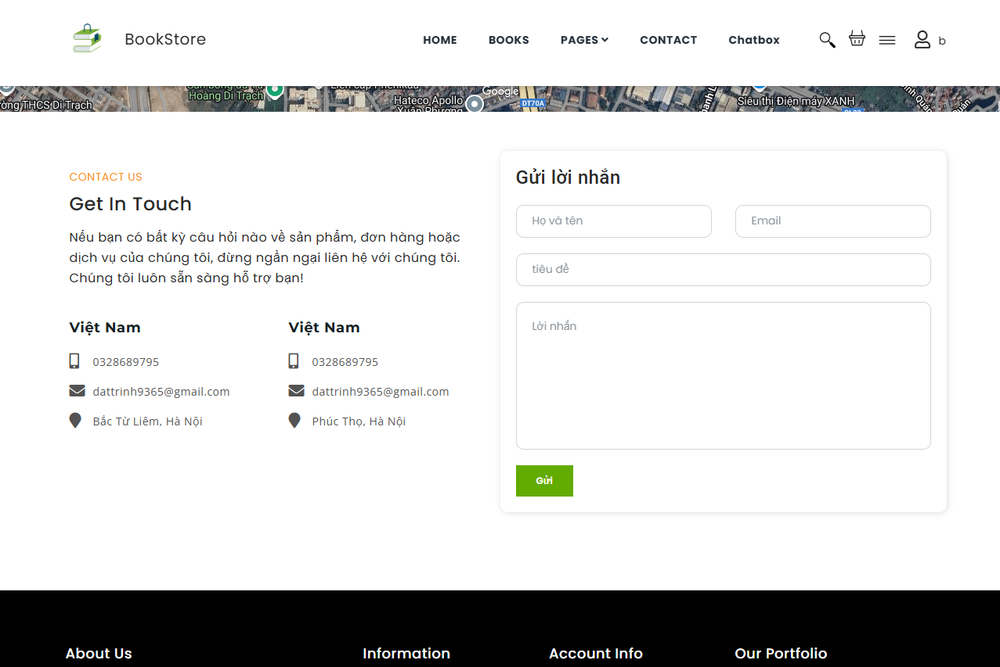 BookStore
HOME BOOKS PAGES CONTACT Chatbox b
Hoàng Di Trạch
Google
ờng THCS Di Trạch
Hateco Apollo
Xuân Phương
DT70A
Siêu thị Điện máy XANH
CONTACT US
Get In Touch
Nếu bạn có bất kỳ câu hỏi nào về sản phẩm, đơn hàng hoặc
dịch vụ của chúng tôi, đừng ngần ngại liên hệ với chúng tôi.
Chúng tôi luôn sẵn sàng hỗ trợ bạn!
Việt Nam
0328689795
dattrinh9365@gmail.com
Bắc Từ Liêm, Hà Nội
Việt Nam
0328689795
dattrinh9365@gmail.com
Phúc Thọ, Hà Nội
Gửi lời nhắn
Họ và tên
Email
tiêu đề
Lời nhắn
Gửi
About Us
Information
Account Info
Our Portfolio